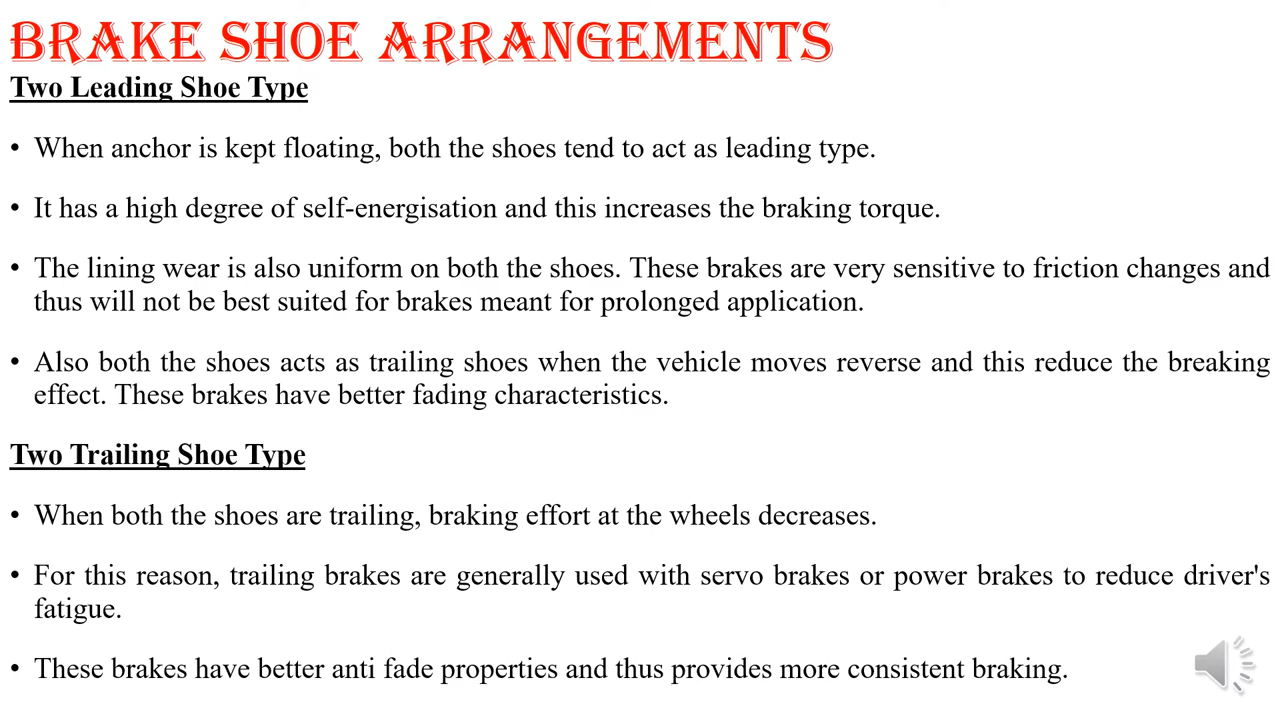 BRAKE SHOE ARRANGEMENTS
Two Leading Shoe Type
• When anchor is kept floating, both the shoes tend to act as leading type.
• It has a high degree of self-energisation and this increases the braking torque.
• The lining wear is also uniform on both the shoes. These brakes are very sensitive to friction changes and
thus will not be best suited for brakes meant for prolonged application.
• Also both the shoes acts as trailing shoes when the vehicle moves reverse and this reduce the breaking
effect. These brakes have better fading characteristics.
Two Trailing Shoe Type
• When both the shoes are trailing, braking effort at the wheels decreases.
• For this reason, trailing brakes are generally used with servo brakes or power brakes to reduce driver's
fatigue.
• These brakes have better anti fade properties and thus provides more consistent braking.